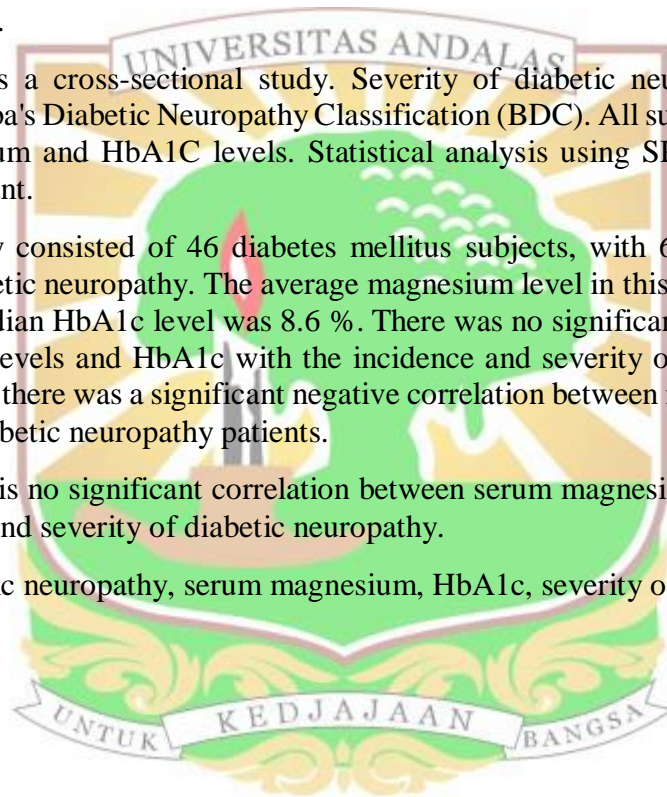 .
UNIVERSITAS ANDALAS
s a cross-sectional study. Severity of diabetic neu
ba's Diabetic Neuropathy Classification (BDC). All su
um and HbA1C levels. Statistical analysis using SP
nt.
y consisted of 46 diabetes mellitus subjects, with 6
etic neuropathy. The average magnesium level in this
dian HbA1c level was 8.6 %. There was no significan
levels and HbA1c with the incidence and severity o
there was a significant negative correlation between
betic neuropathy patients.
is no significant correlation between serum magnesi
nd severity of diabetic neuropathy.
ic neuropathy, serum magnesium, HbA1c, severity o
UNTUK KEDJAJAAN BANGSA